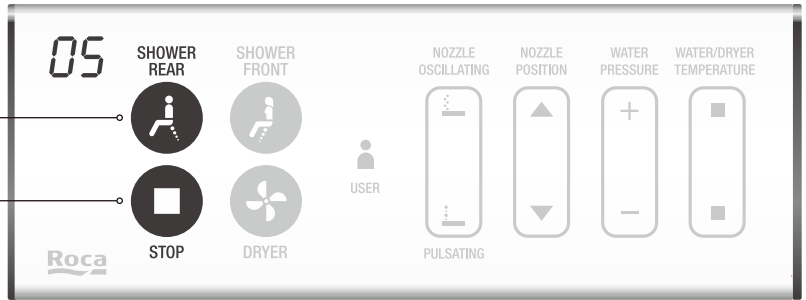 05
SHOWER
REAR
SHOWER
FRONT
NOZZLE
OSCILLATING
NOZZLE
POSITION
WATER
PRESSURE
WATER/DRYER
TEMPERATURE
USER
STOP
DRYER
PULSATING
Roca